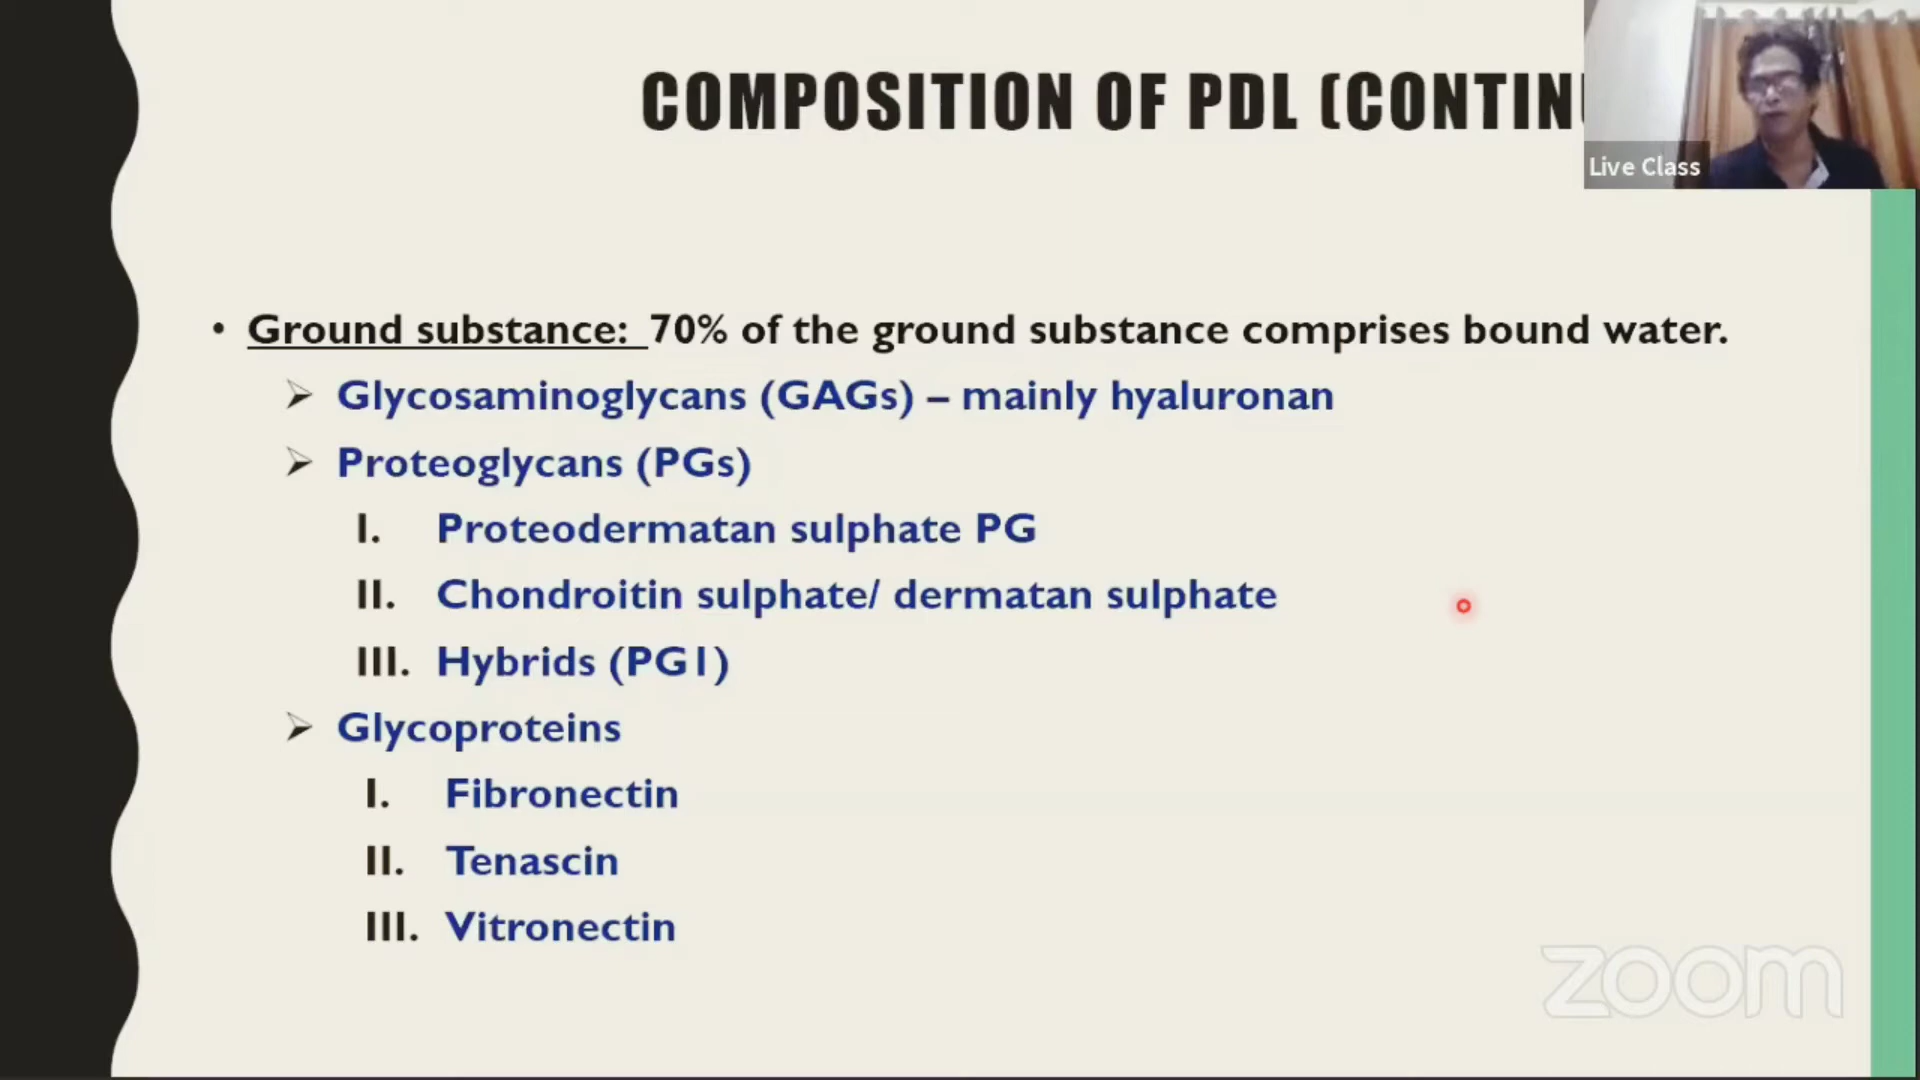 COMPOSITION OF PDL (CONTIN
Live Class
• Ground substance: 70% of the ground substance comprises bound water.
➢ Glycosaminoglycans (GAGs) – mainly hyaluronan
➢ Proteoglycans (PGs)
I. Proteodermatan sulphate PG
II. Chondroitin sulphate/ dermatan sulphate
III. Hybrids (PG1)
➢ Glycoproteins
I. Fibronectin
II. Tenascin
III. Vitronectin
zoom